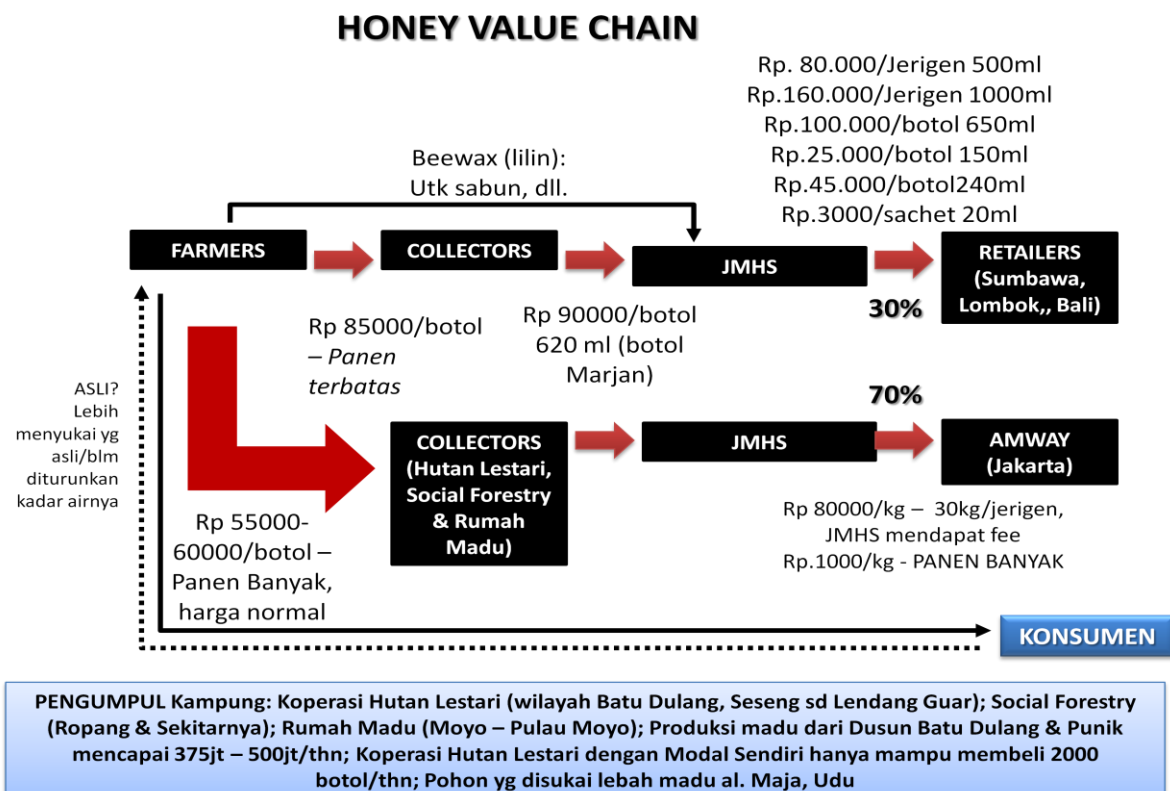 HONEY VALUE CHAIN
Rp. 80.000/Jerigen 500ml
Rp.160.000/Jerigen 1000ml
Rp.100.000/botol 650ml
Rp.25.000/botol 150ml
Rp.45.000/botol240ml
Rp.3000/sachet 20ml
Beewax (lilin):
Utk sabun, dll.
FARMERS
COLLECTORS
JMHS
RETAILERS
(Sumbawa,
Lombok,, Bali)
30%
Rp 85000/botol
– Panen
terbatas
Rp 90000/botol
620 ml (botol
Marjan)
ASLI?
Lebih
menyukai yg
asli/blm
diturunkan
kadar airnya
70%
COLLECTORS
(Hutan Lestari,
Social Forestry
& Rumah
Madu)
JMHS
AMWAY
(Jakarta)
Rp 55000-
60000/botol –
Panen Banyak,
harga normal
Rp 80000/kg – 30kg/jerigen,
JMHS mendapat fee
Rp.1000/kg - PANEN BANYAK
KONSUMEN
PENGUMPUL Kampung: Koperasi Hutan Lestari (wilayah Batu Dulang, Seseng sd Lendang Guar); Social Forestry
(Ropang & Sekitarnya); Rumah Madu (Moyo – Pulau Moyo); Produksi madu dari Dusun Batu Dulang & Punik
mencapai 375jt – 500jt/thn; Koperasi Hutan Lestari dengan Modal Sendiri hanya mampu membeli 2000
botol/thn; Pohon yg disukai lebah madu al. Maja, Udu